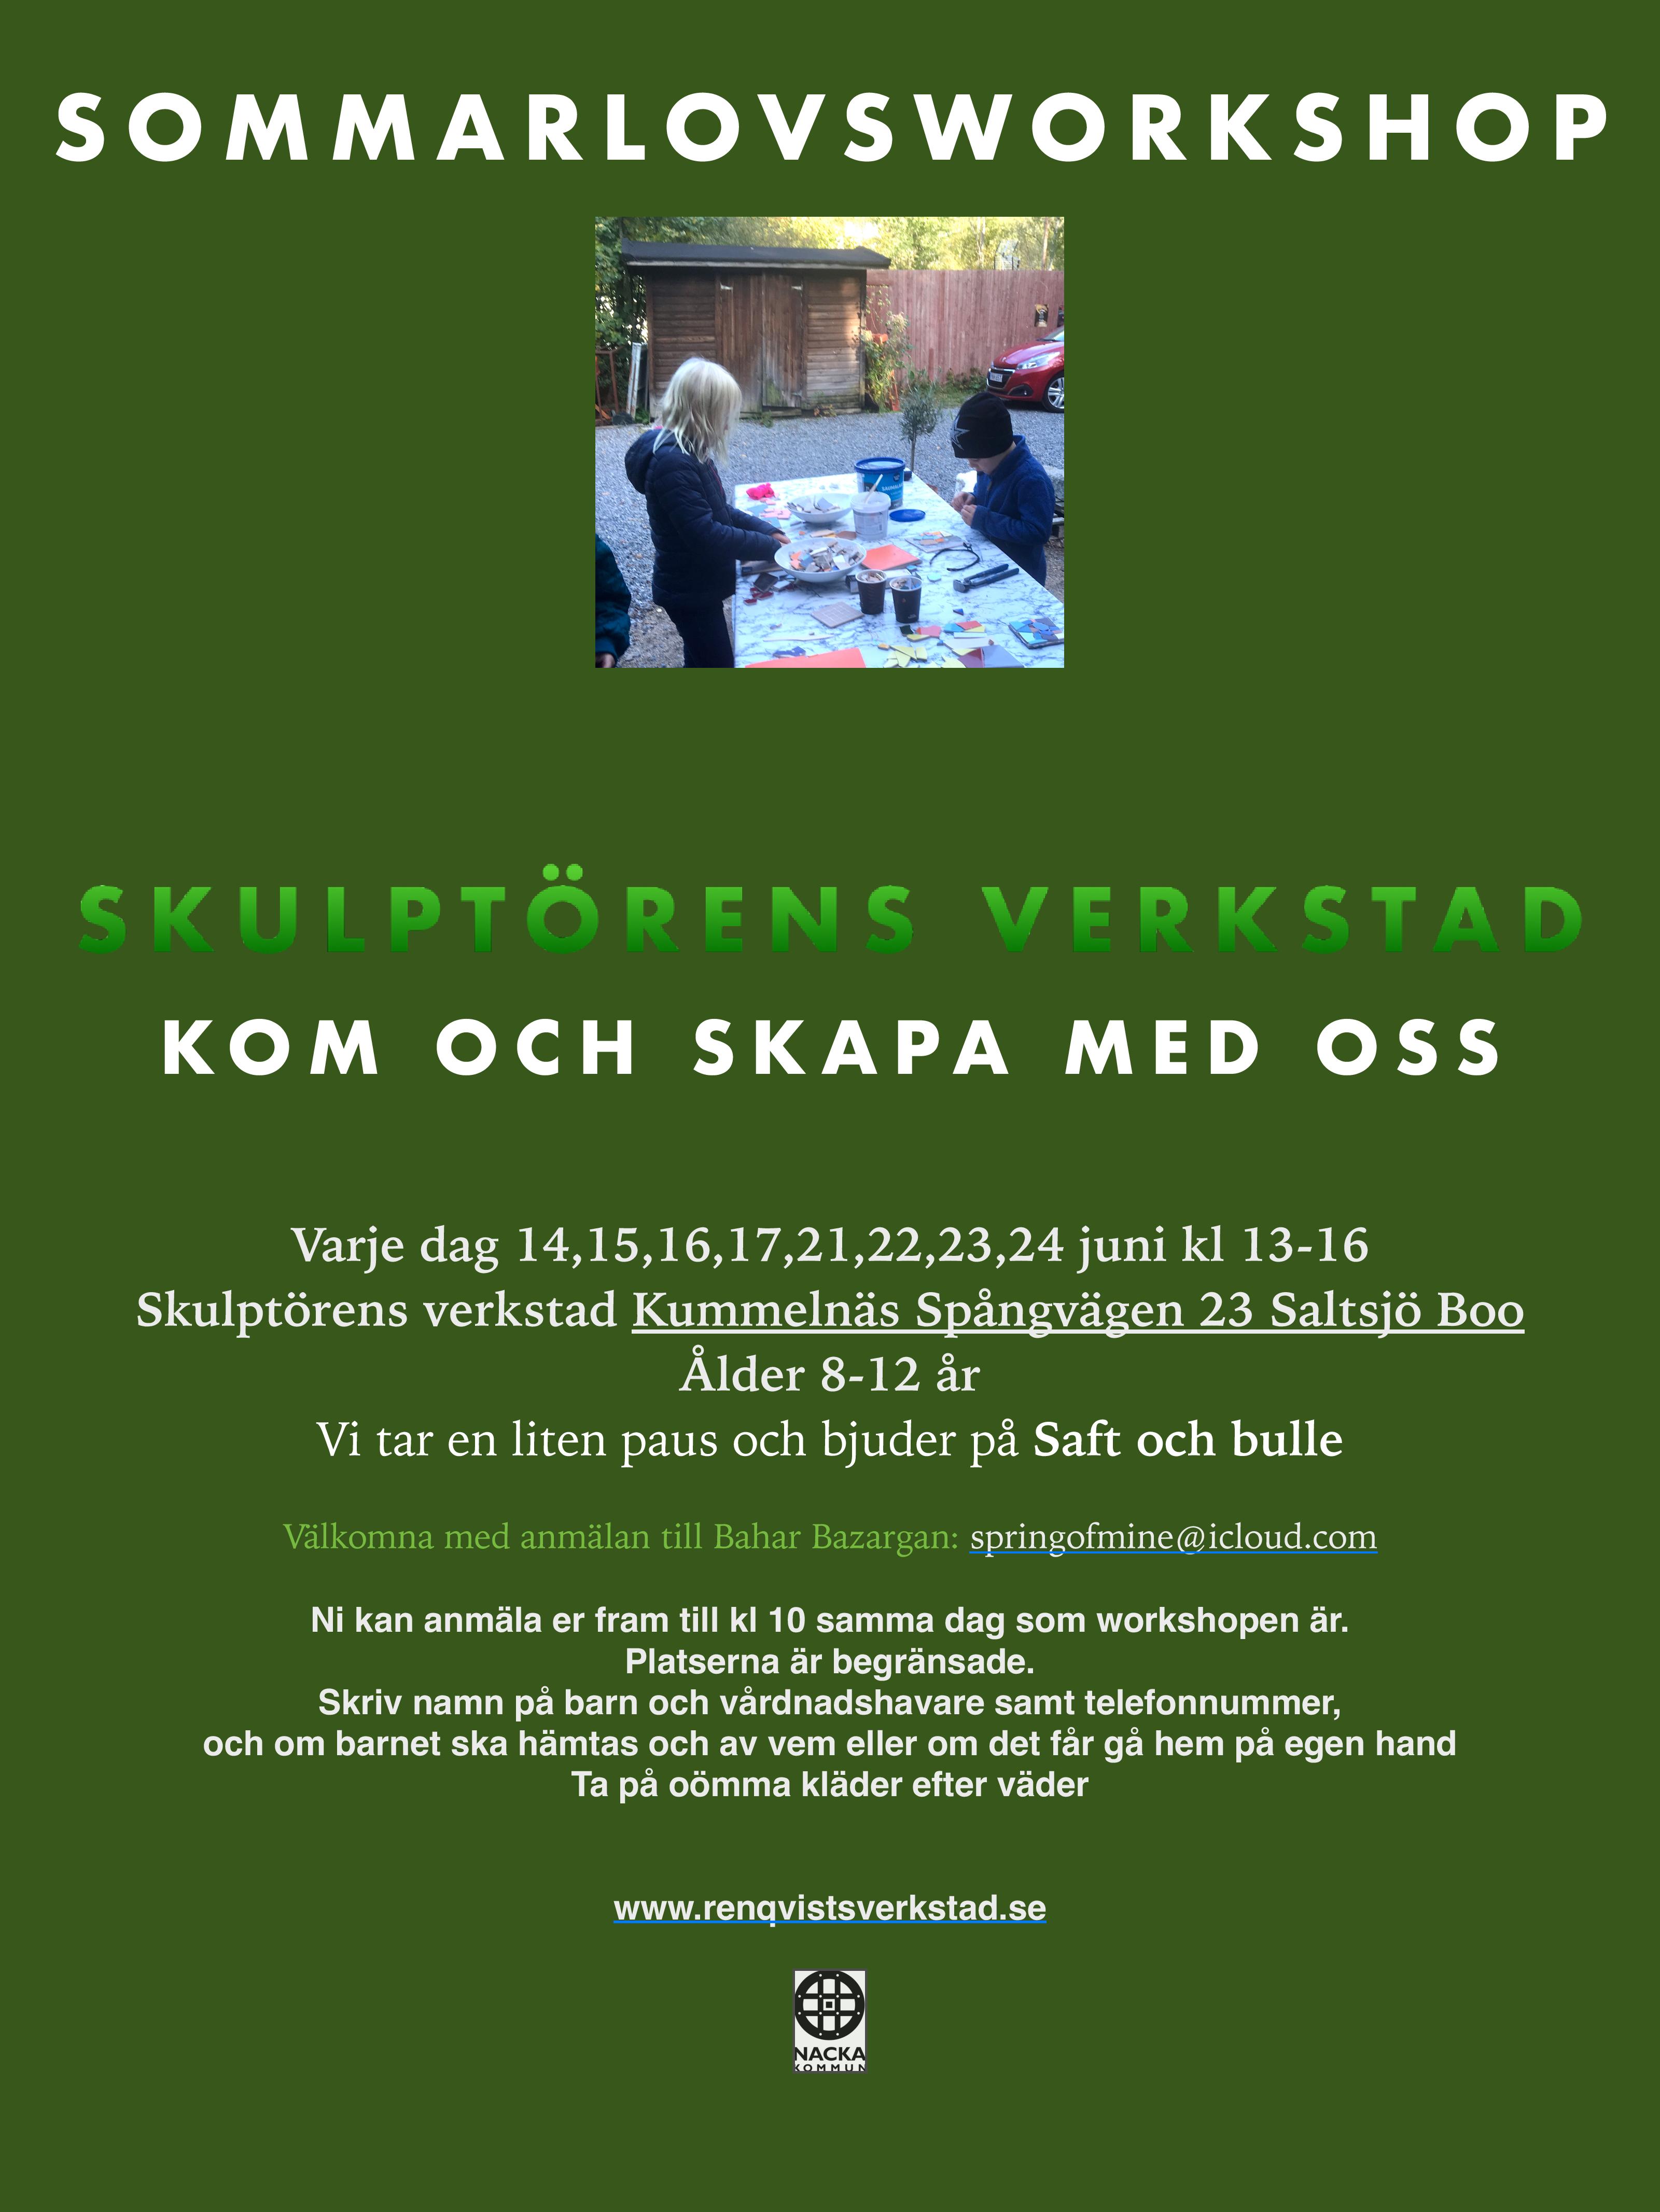 SOMMARLOVSWORKSHOP
SKULPTÖRENS VERKSTAD
KOM OCH SKAPA MED OSS
Varje dag 14,15,16,17,21,22,23,24 juni kl 13-16
Skulptörens verkstad Kummelnäs Spångvägen 23 Saltsjö Boo
Ålder 8-12 år
Vi tar en liten paus och bjuder på Saft och bulle
Välkomna med anmälan till Bahar Bazargan: springofmine@icloud.com
Ni kan anmäla er fram till kl 10 samma dag som workshopen är.
Platserna är begränsade.
Skriv namn på barn och vårdnadshavare samt telefonnummer,
och om barnet ska hämtas och av vem eller om det får gå hem på egen hand
Ta på oömma kläder efter väder
www.renqvistsverkstad.se
NACKA
KOMMUN